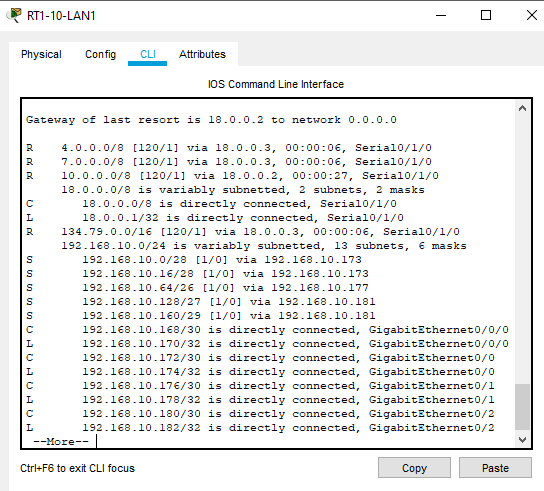 RT1-10-LAN1
Physical Config CLI Attributes
IOS Command Line Interface
Gateway of last resort is 18.0.0.2 to network 0.0.0.0
R 4.0.0.0/8 [120/1] via 18.0.0.3, 00:00:06, Serial0/1/0
R 7.0.0.0/8 [120/1] via 18.0.0.3, 00:00:06, Serial0/1/0
R 10.0.0.0/8 [120/1] via 18.0.0.2, 00:00:27, Serial0/1/0
18.0.0.0/8 is variably subnetted, 2 subnets, 2 masks
C 18.0.0.0/8 is directly connected, Serial0/1/0
L 18.0.0.1/32 is directly connected, Serial0/1/0
R 134.79.0.0/16 [120/1] via 18.0.0.3, 00:00:06, Serial0/1/0
192.168.10.0/24 is variably subnetted, 13 subnets, 6 masks
S 192.168.10.0/28 [1/0] via 192.168.10.173
S 192.168.10.16/28 [1/0] via 192.168.10.173
S 192.168.10.64/26 [1/0] via 192.168.10.177
S 192.168.10.128/27 [1/0] via 192.168.10.181
S 192.168.10.160/29 [1/0] via 192.168.10.181
C 192.168.10.168/30 is directly connected, GigabitEthernet0/0/0
L 192.168.10.170/32 is directly connected, GigabitEthernet0/0/0
C 192.168.10.172/30 is directly connected, GigabitEthernet0/0
L 192.168.10.174/32 is directly connected, GigabitEthernet0/0
C 192.168.10.176/30 is directly connected, GigabitEthernet0/1
L 192.168.10.178/32 is directly connected, GigabitEthernet0/1
C 192.168.10.180/30 is directly connected, GigabitEthernet0/2
L 192.168.10.182/32 is directly connected, GigabitEthernet0/2
--More--
Ctrl+F6 to exit CLI focus
Copy Paste